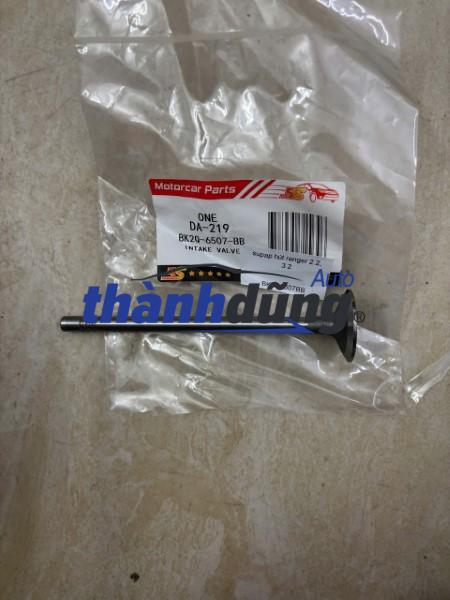 Motorcar Parts
ONE
DA-219
BK2Q-6507-BB
INTAKE VALVE
supap hút ranger 2.2,
3.2
Auto
thànhdũng®